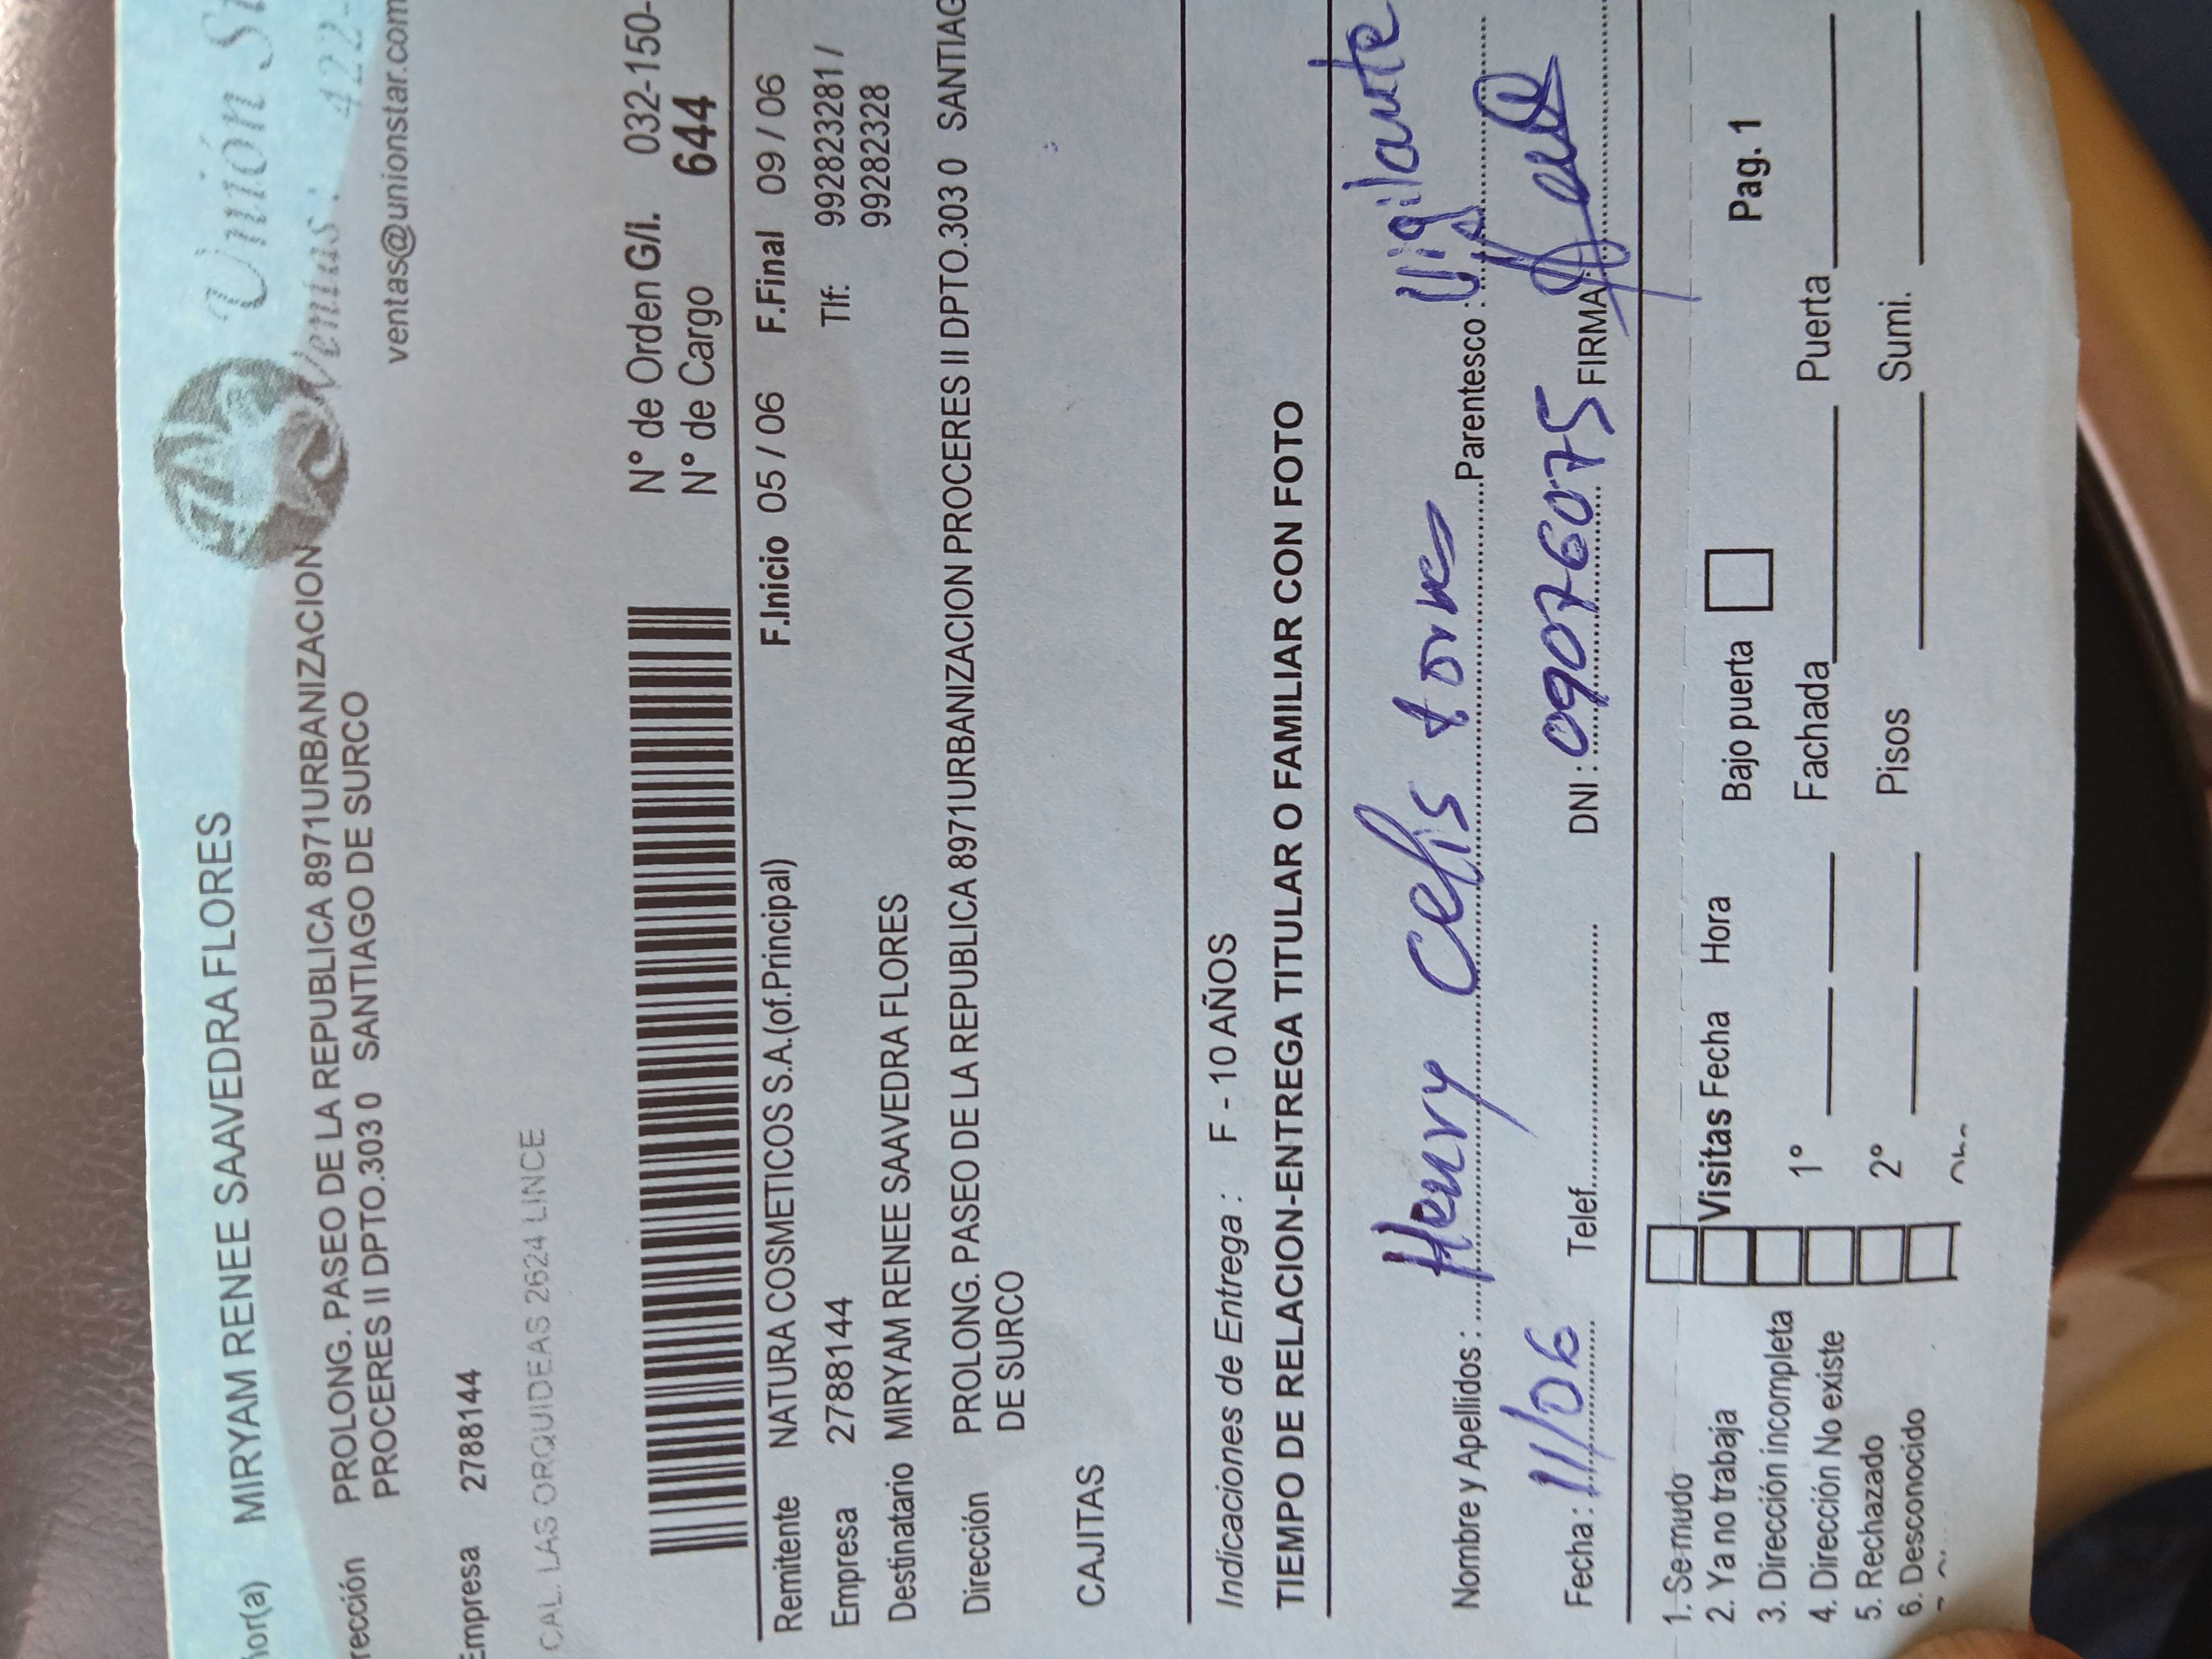 hor(a) MIRYAM RENEE SAAVEDRA FLORES
Unión St
Ventas: 422-
rección PROLONG. PASEO DE LA REPUBLICA 8971URBANIZACION
PROCERES II DPTO.303 0 SANTIAGO DE SURCO
ventas@unionstar.com
Empresa 2788144
CAL. LAS ORQUIDEAS 2624 LINCE
N° de Orden G/I. 032-150-
N° de Cargo 644
Remitente NATURA COSMETICOS S.A.(of.Principal) F.Inicio 05 / 06 F.Final 09 / 06
Empresa 2788144 Tlf: 992823281 /
99282328
Destinatario MIRYAM RENEE SAAVEDRA FLORES
Dirección PROLONG. PASEO DE LA REPUBLICA 8971URBANIZACION PROCERES II DPTO.303 0 SANTIAG
DE SURCO
CAJITAS
Indicaciones de Entrega : F - 10 AÑOS
TIEMPO DE RELACION-ENTREGA TITULAR O FAMILIAR CON FOTO
Nombre y Apellidos : Henry Celis torres Parentesco : Vigilante
Fecha : 11/06 Telef. DNI : 09076075 FIRMA
1. Se mudo
2. Ya no trabaja Visitas Fecha Hora Bajo puerta Pag. 1
3. Dirección incompleta
4. Dirección No existe 1° Fachada Puerta
5. Rechazado
6. Desconocido 2° Pisos Sumi.